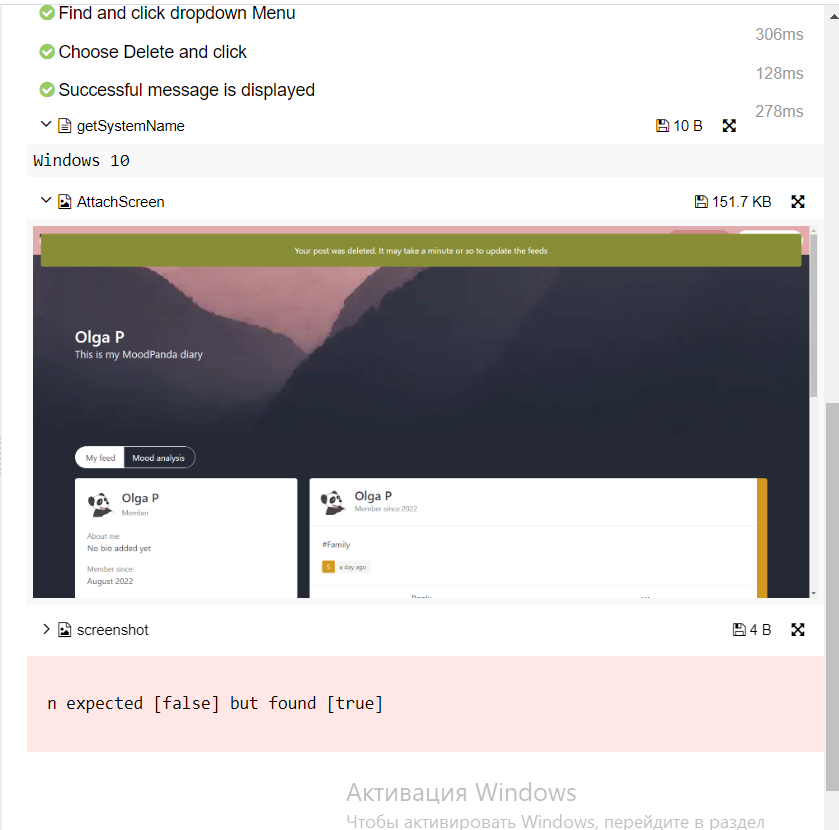 Find and click dropdown Menu
306ms
Choose Delete and click
128ms
Successful message is displayed
278ms
getSystemName
10 B
Windows 10
AttachScreen
151.7 KB
Your post was deleted. It may take a minute or so to update the feeds
Olga P
This is my MoodPanda diary
My feed
Mood analysis
Olga P
Member
About me:
No bio added yet
Member since:
August 2022
Olga P
Member since 2022
#Family
5
a day ago
screenshot
4 B
n expected [false] but found [true]
Активация Windows
Чтобы активировать Windows, перейдите в раздел